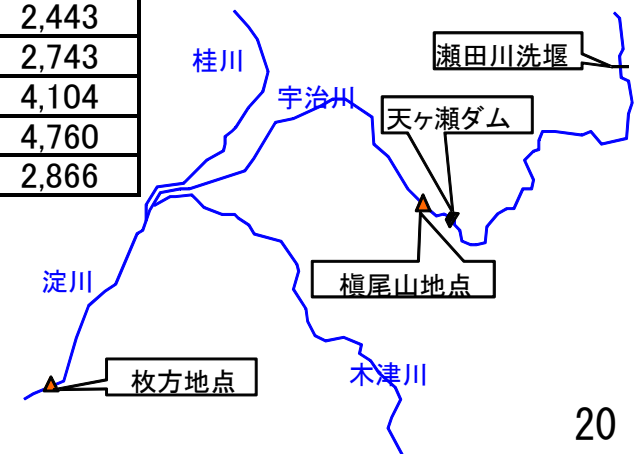 2,443
2,743
4,104
4,760
2,866
桂川
宇治川
瀬田川洗堰
天ヶ瀬ダム
槇尾山地点
淀川
枚方地点
木津川
20